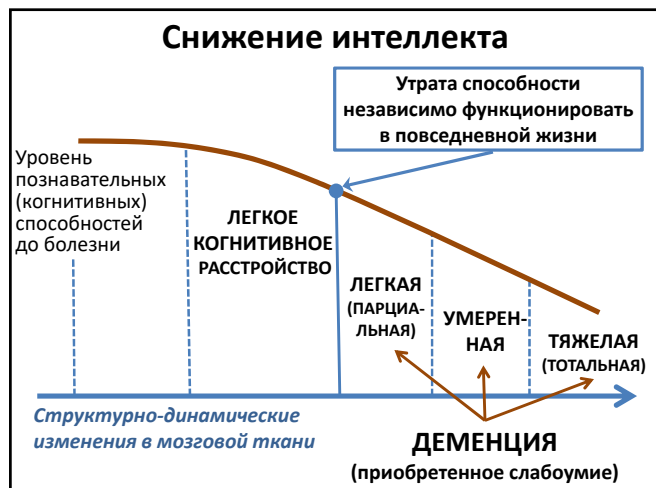 Снижение интеллекта
Утрата способности
независимо функционировать
в повседневной жизни
Уровень
познавательных
(когнитивных)
способностей
до болезни
ЛЕГКОЕ
КОГНИТИВНОЕ
РАССТРОЙСТВО
ЛЕГКАЯ
(ПАРЦИА-
ЛЬНАЯ)
УМЕРЕН-
НАЯ
ТЯЖЕЛАЯ
(ТОТАЛЬНАЯ)
Структурно-динамические
изменения в мозговой ткани
ДЕМЕНЦИЯ
(приобретенное слабоумие)